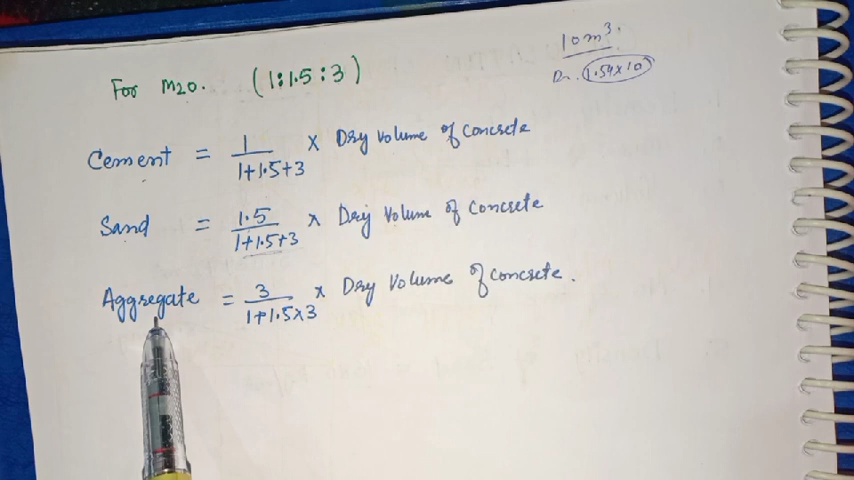 10m³.
Dr. 1.54x10
For M20. (1:1.5:3)
Cement = 1/1+1.5+3 x Dry Volume of Concrete
Sand = 1.5/1+1.5+3 x Dry Volume of Concrete
Aggregate = 3/1+1.5x3 x Dry Volume of Concrete.